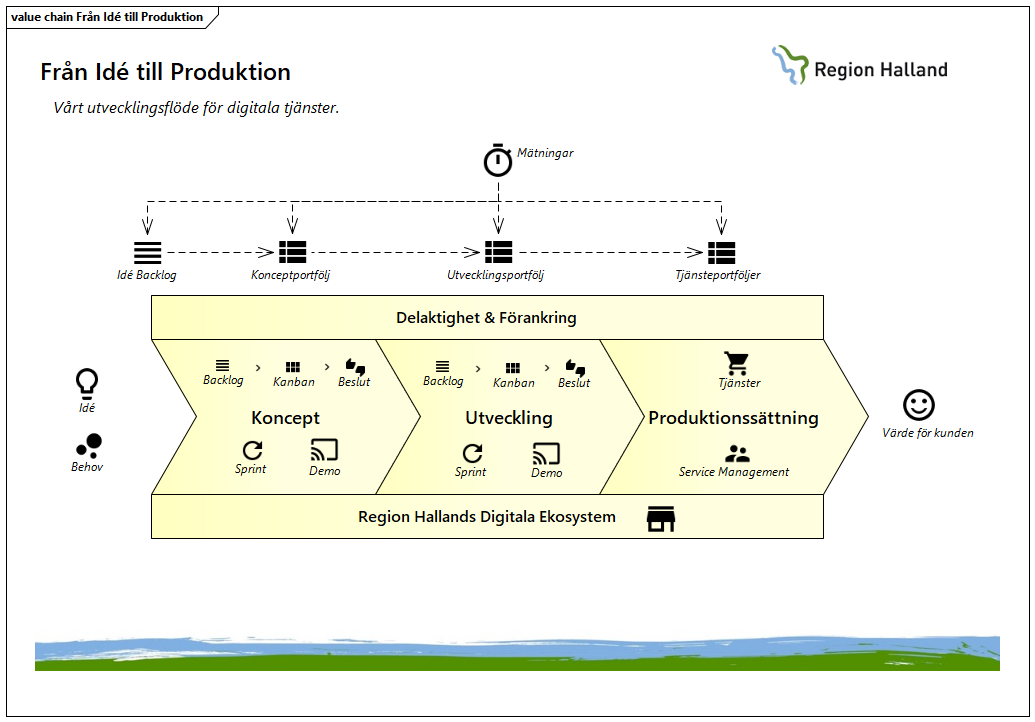 value chain Från Idé till Produktion
Från Idé till Produktion
Region Halland
Vårt utvecklingsflöde för digitala tjänster.
Mätningar
Idé Backlog
Konceptportfölj
Utvecklingsportfölj
Tjänsteportföljer
Delaktighet & Förankring
Backlog
Kanban
Beslut
Koncept
Sprint
Demo
Backlog
Kanban
Beslut
Utveckling
Sprint
Demo
Tjänster
Produktionssättning
Service Management
Idé
Behov
Värde för kunden
Region Hallands Digitala Ekosystem